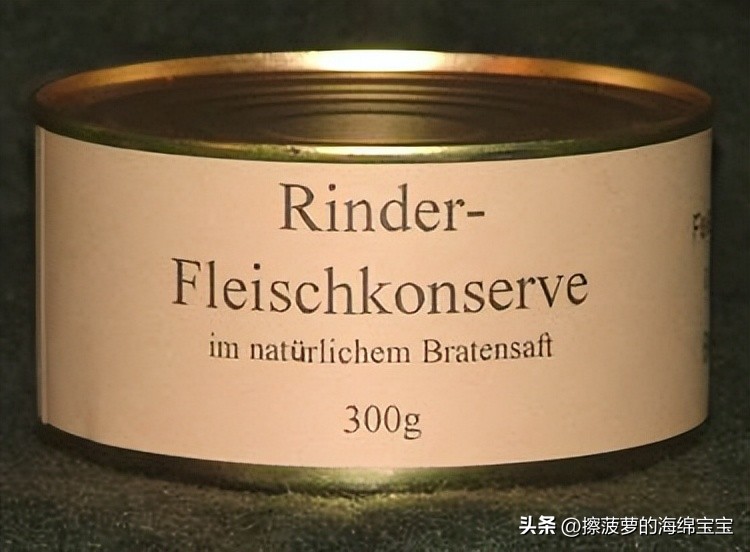 Rinder-
Fleischkonserve
im natürlichem Bratensaft
300g
头条 @擦菠萝的海绵宝宝